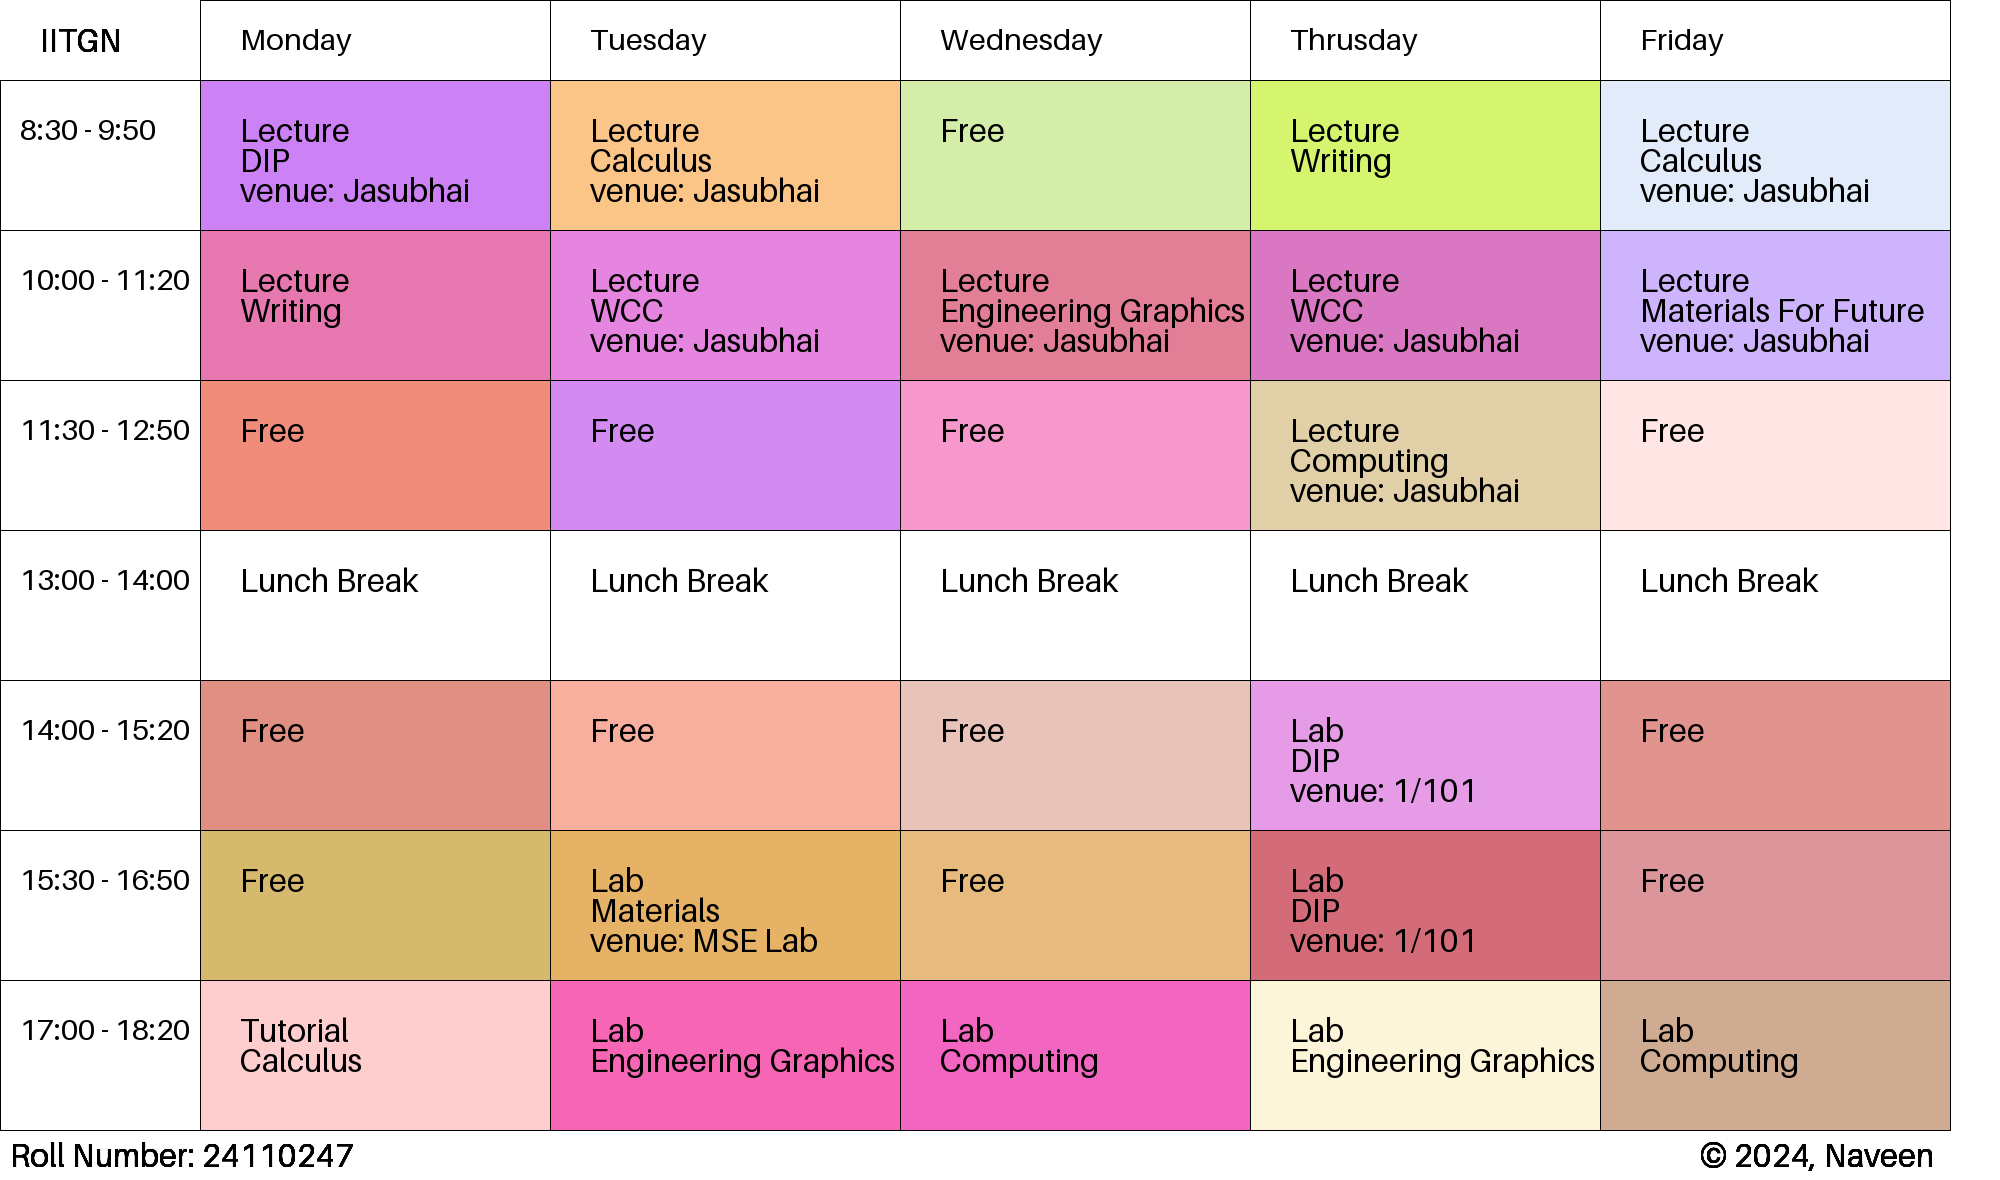 IITGN
Monday
Tuesday
Wednesday
Thrusday
Friday
8:30 - 9:50
Lecture
DIP
venue: Jasubhai
Lecture
Calculus
venue: Jasubhai
Free
Lecture
Writing
Lecture
Calculus
venue: Jasubhai
10:00 - 11:20
Lecture
Writing
Lecture
WCC
venue: Jasubhai
Lecture
Engineering Graphics
venue: Jasubhai
Lecture
WCC
venue: Jasubhai
Lecture
Materials For Future
venue: Jasubhai
11:30 - 12:50
Free
Free
Free
Lecture
Computing
venue: Jasubhai
Free
13:00 - 14:00
Lunch Break
Lunch Break
Lunch Break
Lunch Break
Lunch Break
14:00 - 15:20
Free
Free
Free
Lab
DIP
venue: 1/101
Free
15:30 - 16:50
Free
Lab
Materials
venue: MSE Lab
Free
Lab
DIP
venue: 1/101
Free
17:00 - 18:20
Tutorial
Calculus
Lab
Engineering Graphics
Lab
Computing
Lab
Engineering Graphics
Lab
Computing
Roll Number: 24110247
© 2024, Naveen